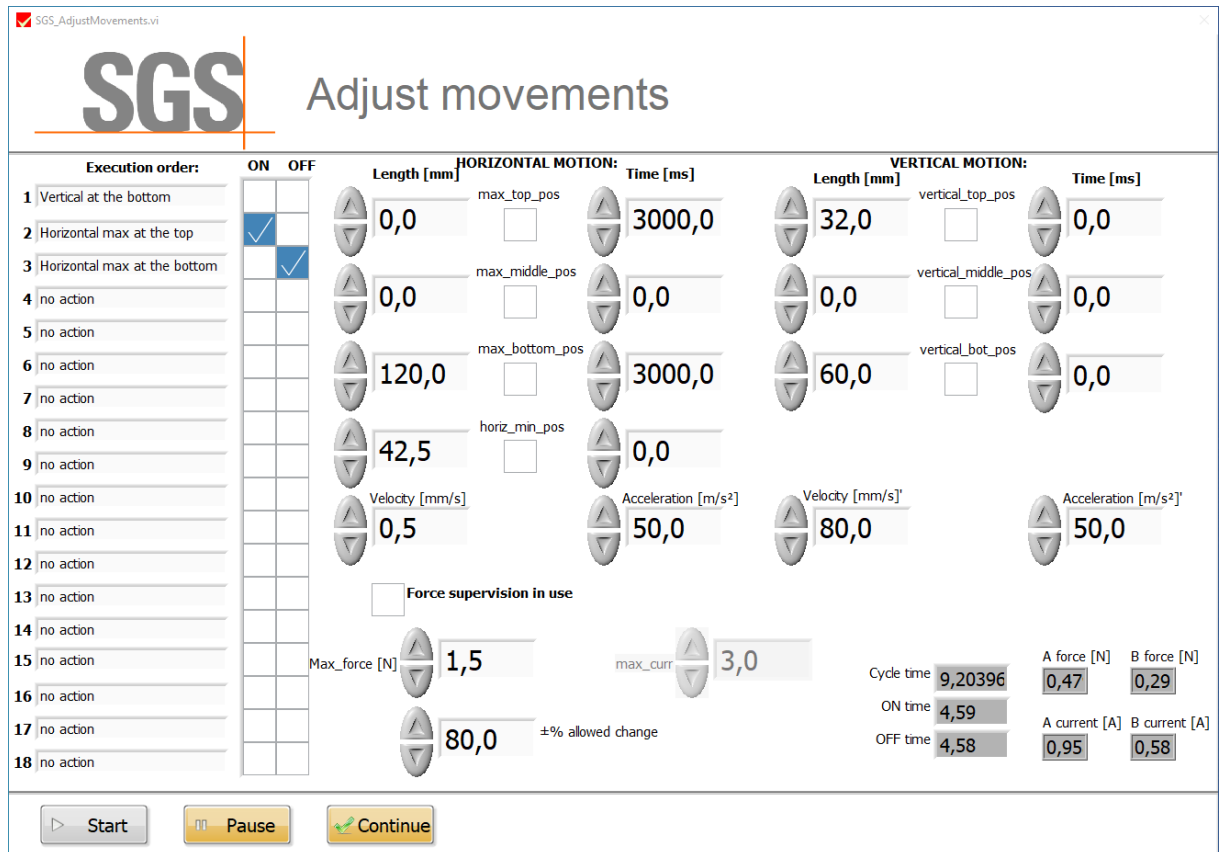 SGS_AdjustMovements.vi
SGS
Adjust movements
Execution order: ON OFF
1 Vertical at the bottom
2 Horizontal max at the top
3 Horizontal max at the bottom
4 no action
5 no action
6 no action
7 no action
8 no action
9 no action
10 no action
11 no action
12 no action
13 no action
14 no action
15 no action
16 no action
17 no action
18 no action
HORIZONTAL MOTION:
Length [mm] Time [ms]
0,0 max_top_pos 3000,0
0,0 max_middle_pos 0,0
120,0 max_bottom_pos 3000,0
42,5 horiz_min_pos 0,0
Velocity [mm/s] Acceleration [m/s²]
0,5 50,0
VERTICAL MOTION:
Length [mm] Time [ms]
32,0 vertical_top_pos 0,0
0,0 vertical_middle_pos 0,0
60,0 vertical_bot_pos 0,0
Velocity [mm/s]' Acceleration [m/s²]'
80,0 50,0
Force supervision in use
Max_force [N] 1,5
max_curr 3,0
80,0 ±% allowed change
Cycle time 9,20396
ON time 4,59
OFF time 4,58
A force [N] B force [N]
0,47 0,29
A current [A] B current [A]
0,95 0,58
Start Pause Continue